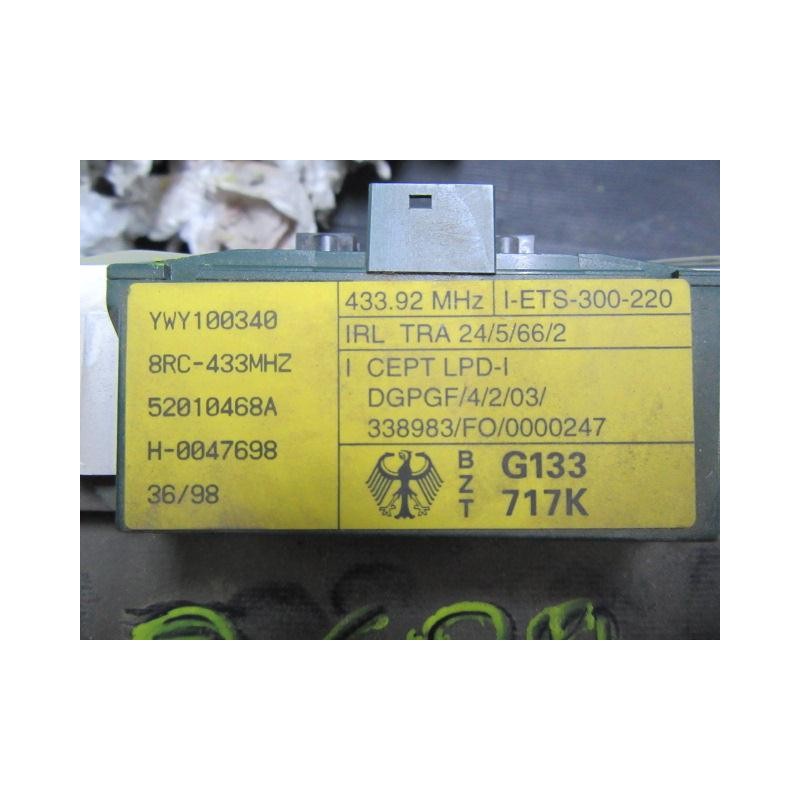 YWY100340
8RC-433MHZ
52010468A
H-0047698
36/98
433.92 MHz I-ETS-300-220
IRL TRA 24/5/66/2
I CEPT LPD-I
DGPGF/4/2/03/
338983/FO/0000247
BZT
G133
717K